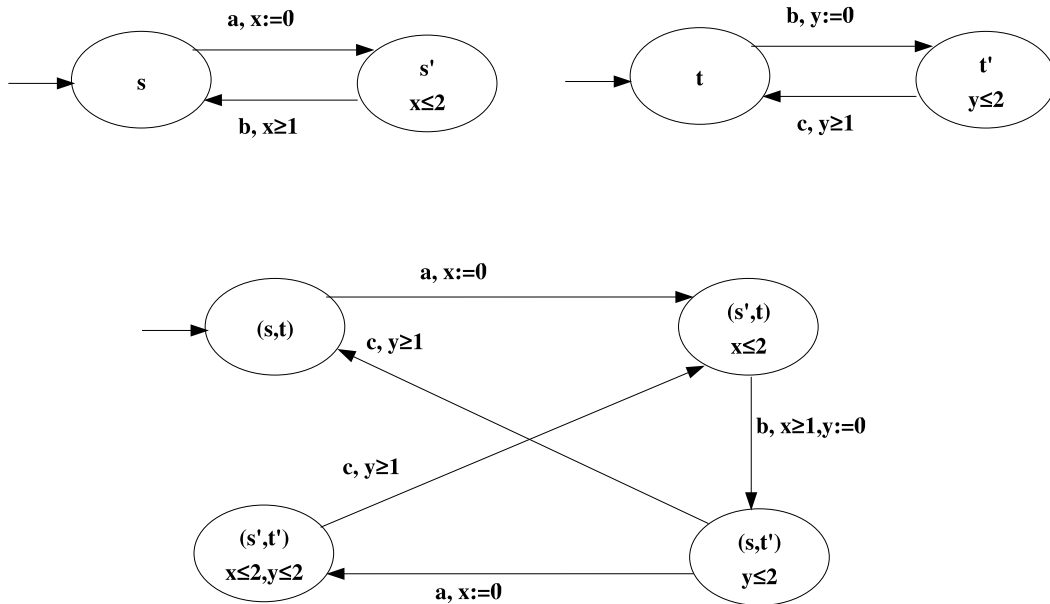 a, x:=0
s
s'
x≤2
b, x≥1
b, y:=0
t
t'
y≤2
c, y≥1
a, x:=0
(s,t)
(s',t)
x≤2
c, y≥1
b, x≥1,y:=0
c, y≥1
(s',t')
x≤2,y≤2
(s,t')
y≤2
a, x:=0